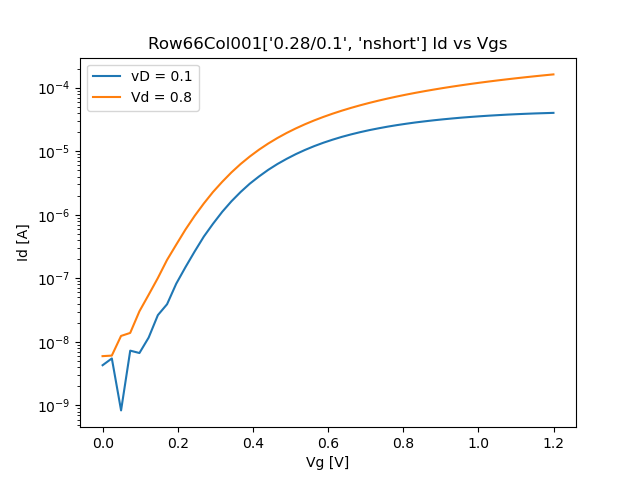 Row66Col001['0.28/0.1', 'nshort'] Id vs Vgs
vD = 0.1
Vd = 0.8
Id [A]
10⁻⁴
10⁻⁵
10⁻⁶
10⁻⁷
10⁻⁸
10⁻⁹
0.0 0.2 0.4 0.6 0.8 1.0 1.2
Vg [V]